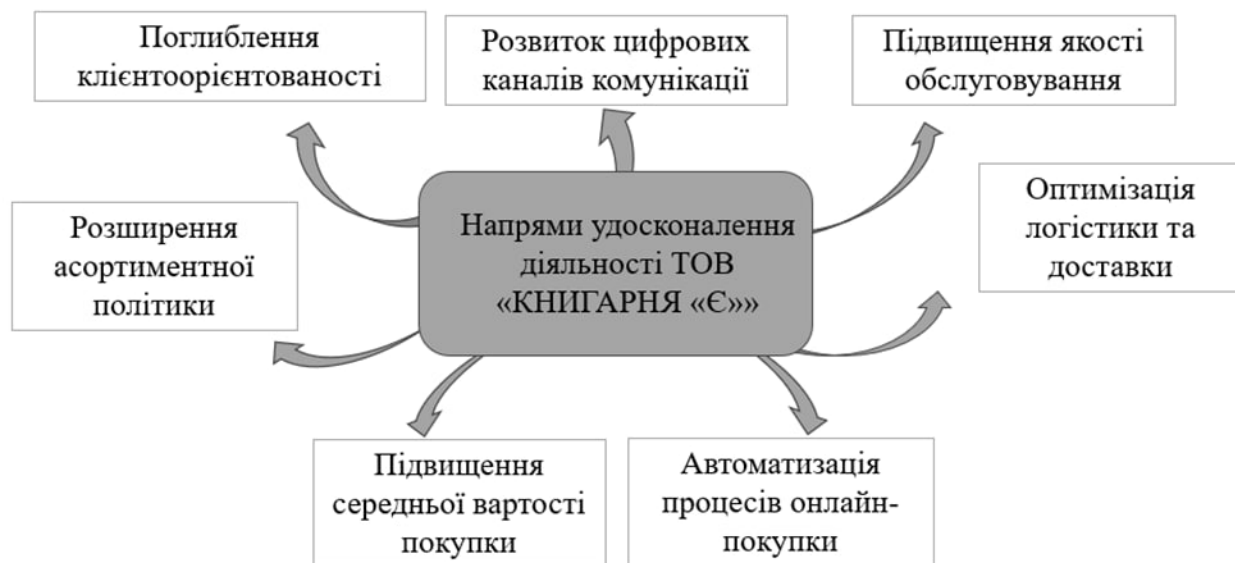 Поглиблення
клієнтоорієнтованості
Розвиток цифрових
каналів комунікації
Підвищення якості
обслуговування
Розширення
асортиментної
політики
Напрями удосконалення
діяльності ТОВ
«КНИГАРНЯ «Є»»
Оптимізація
логістики та
доставки
Підвищення
середньої вартості
покупки
Автоматизація
процесів онлайн-
покупки